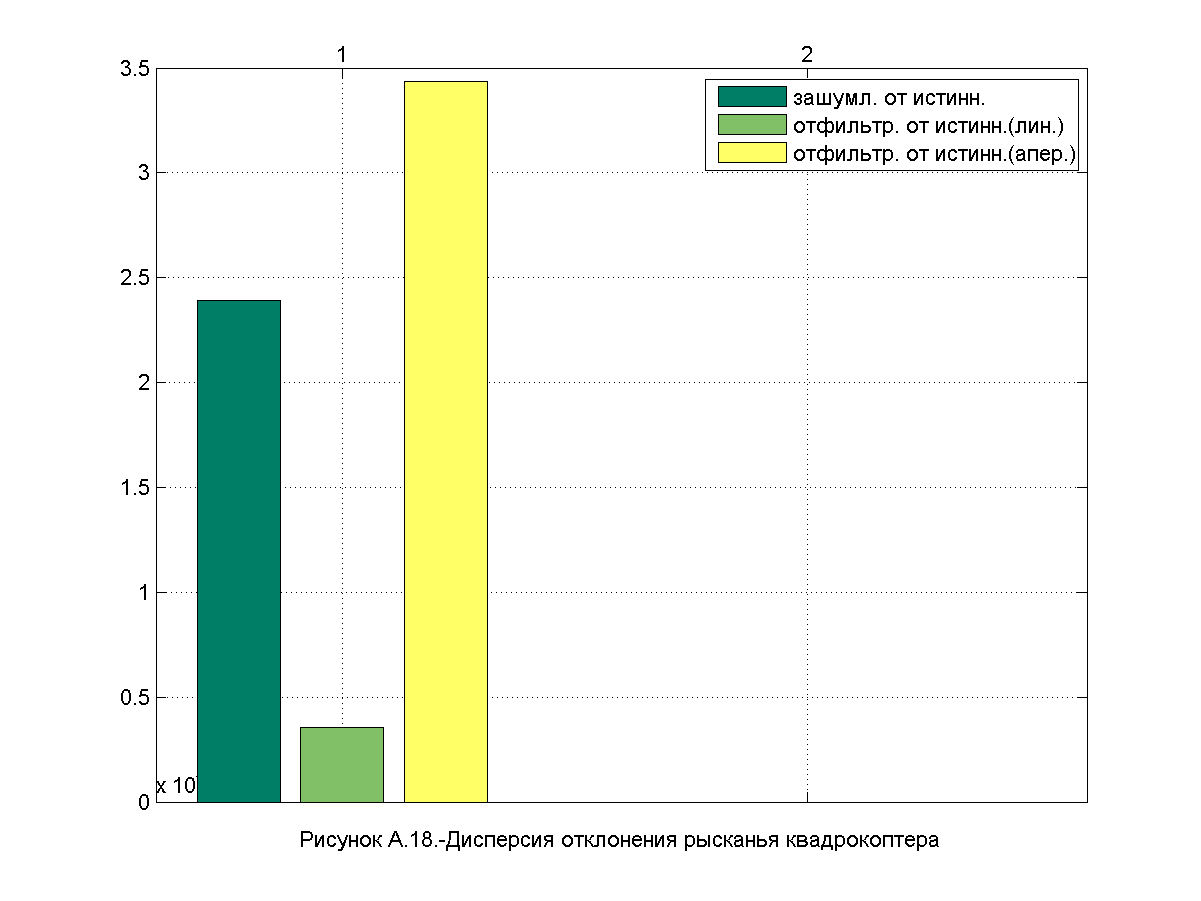 1 2
3.5
3
2.5
2
1.5
1
0.5
0
x 10
зашумл. от истинн.
отфильтр. от истинн.(лин.)
отфильтр. от истинн.(апер.)
Рисунок А.18.-Дисперсия отклонения рысканья квадрокоптера